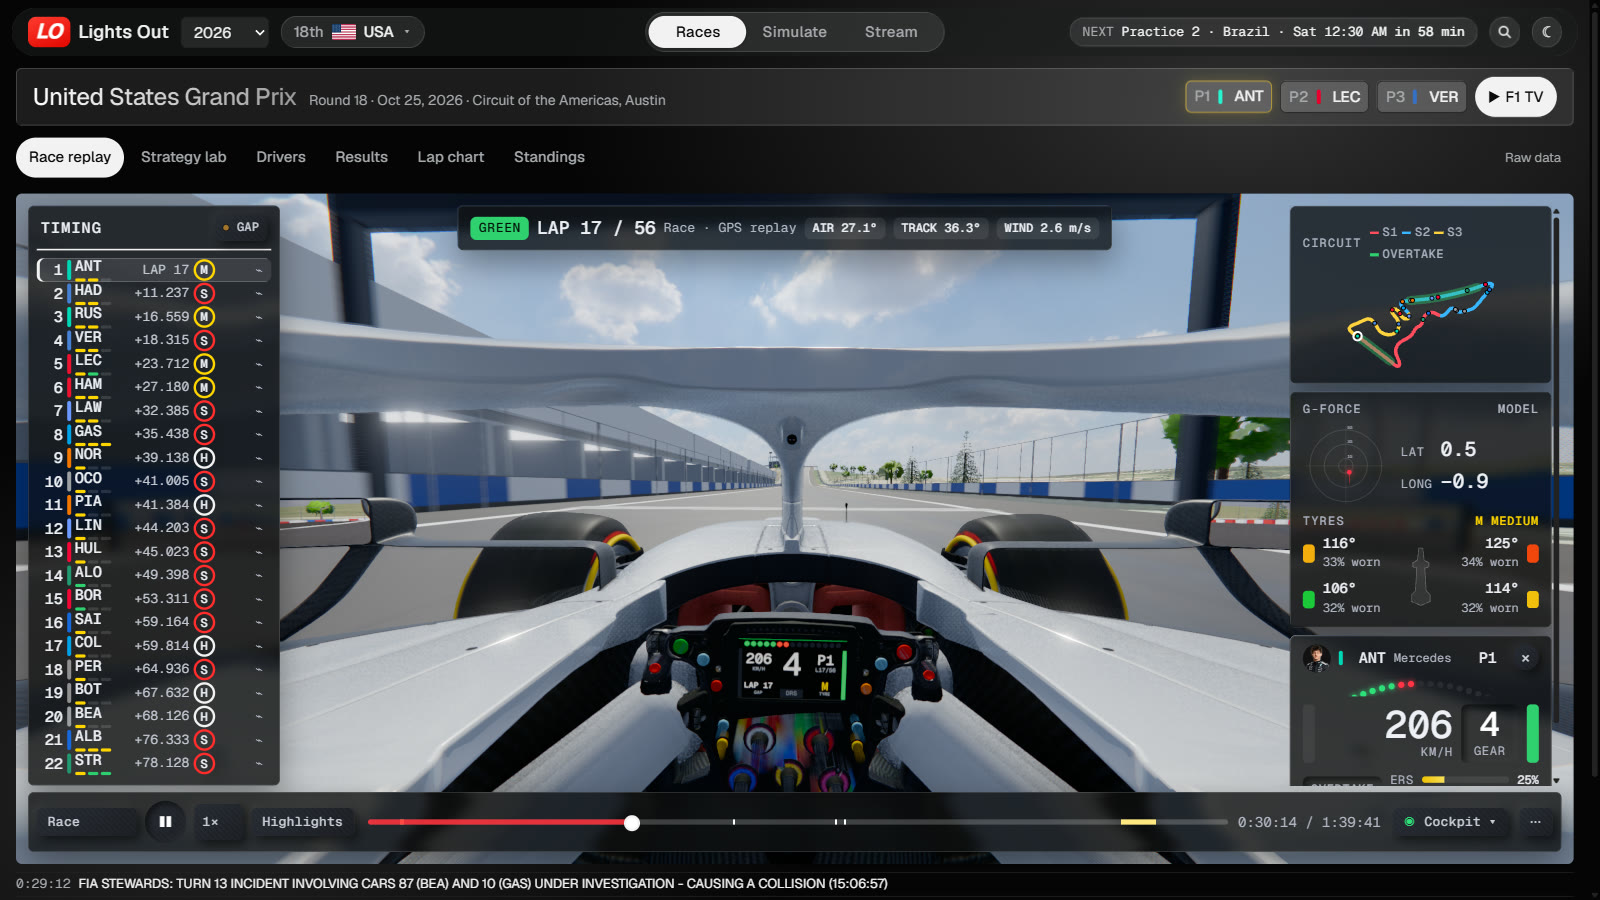 LO Lights Out 2026 18th USA Races Simulate Stream NEXT Practice 2 · Brazil · Sat 12:30 AM in 58 min
United States Grand Prix Round 18 · Oct 25, 2026 · Circuit of the Americas, Austin P1 ANT P2 LEC P3 VER F1 TV
Race replay Strategy lab Drivers Results Lap chart Standings Raw data
TIMING GAP
1 ANT LAP 17 M
2 HAD +11.237 S
3 RUS +16.559 M
4 VER +18.315 S
5 LEC +23.712 M
6 HAM +27.180 M
7 LAW +32.385 S
8 GAS +35.438 S
9 NOR +39.138 H
10 OCO +41.005 S
11 PIA +41.384 H
12 LIN +44.203 S
13 HUL +45.023 S
14 ALO +49.398 S
15 BOR +53.311 S
16 SAI +59.164 S
17 COL +59.814 H
18 PER +64.936 S
19 BOT +67.632 H
20 BEA +68.126 H
21 ALB +76.333 S
22 STR +78.128 S
GREEN LAP 17 / 56 Race · GPS replay AIR 27.1° TRACK 36.3° WIND 2.6 m/s
206 4 P1
KM/H L17/56
LAP 17 M
GAP DRS TYRE
CIRCUIT S1 S2 S3
OVERTAKE
G-FORCE MODEL
LAT 0.5
LONG -0.9
TYRES M MEDIUM
116° 125°
33% worn 34% worn
106° 114°
32% worn 32% worn
ANT Mercedes P1 ×
206 4
KM/H GEAR
ERS 25%
OVERTAKE
Race 1× Highlights 0:30:14 / 1:39:41 Cockpit ···
0:29:12 FIA STEWARDS: TURN 13 INCIDENT INVOLVING CARS 87 (BEA) AND 10 (GAS) UNDER INVESTIGATION - CAUSING A COLLISION (15:06:57)